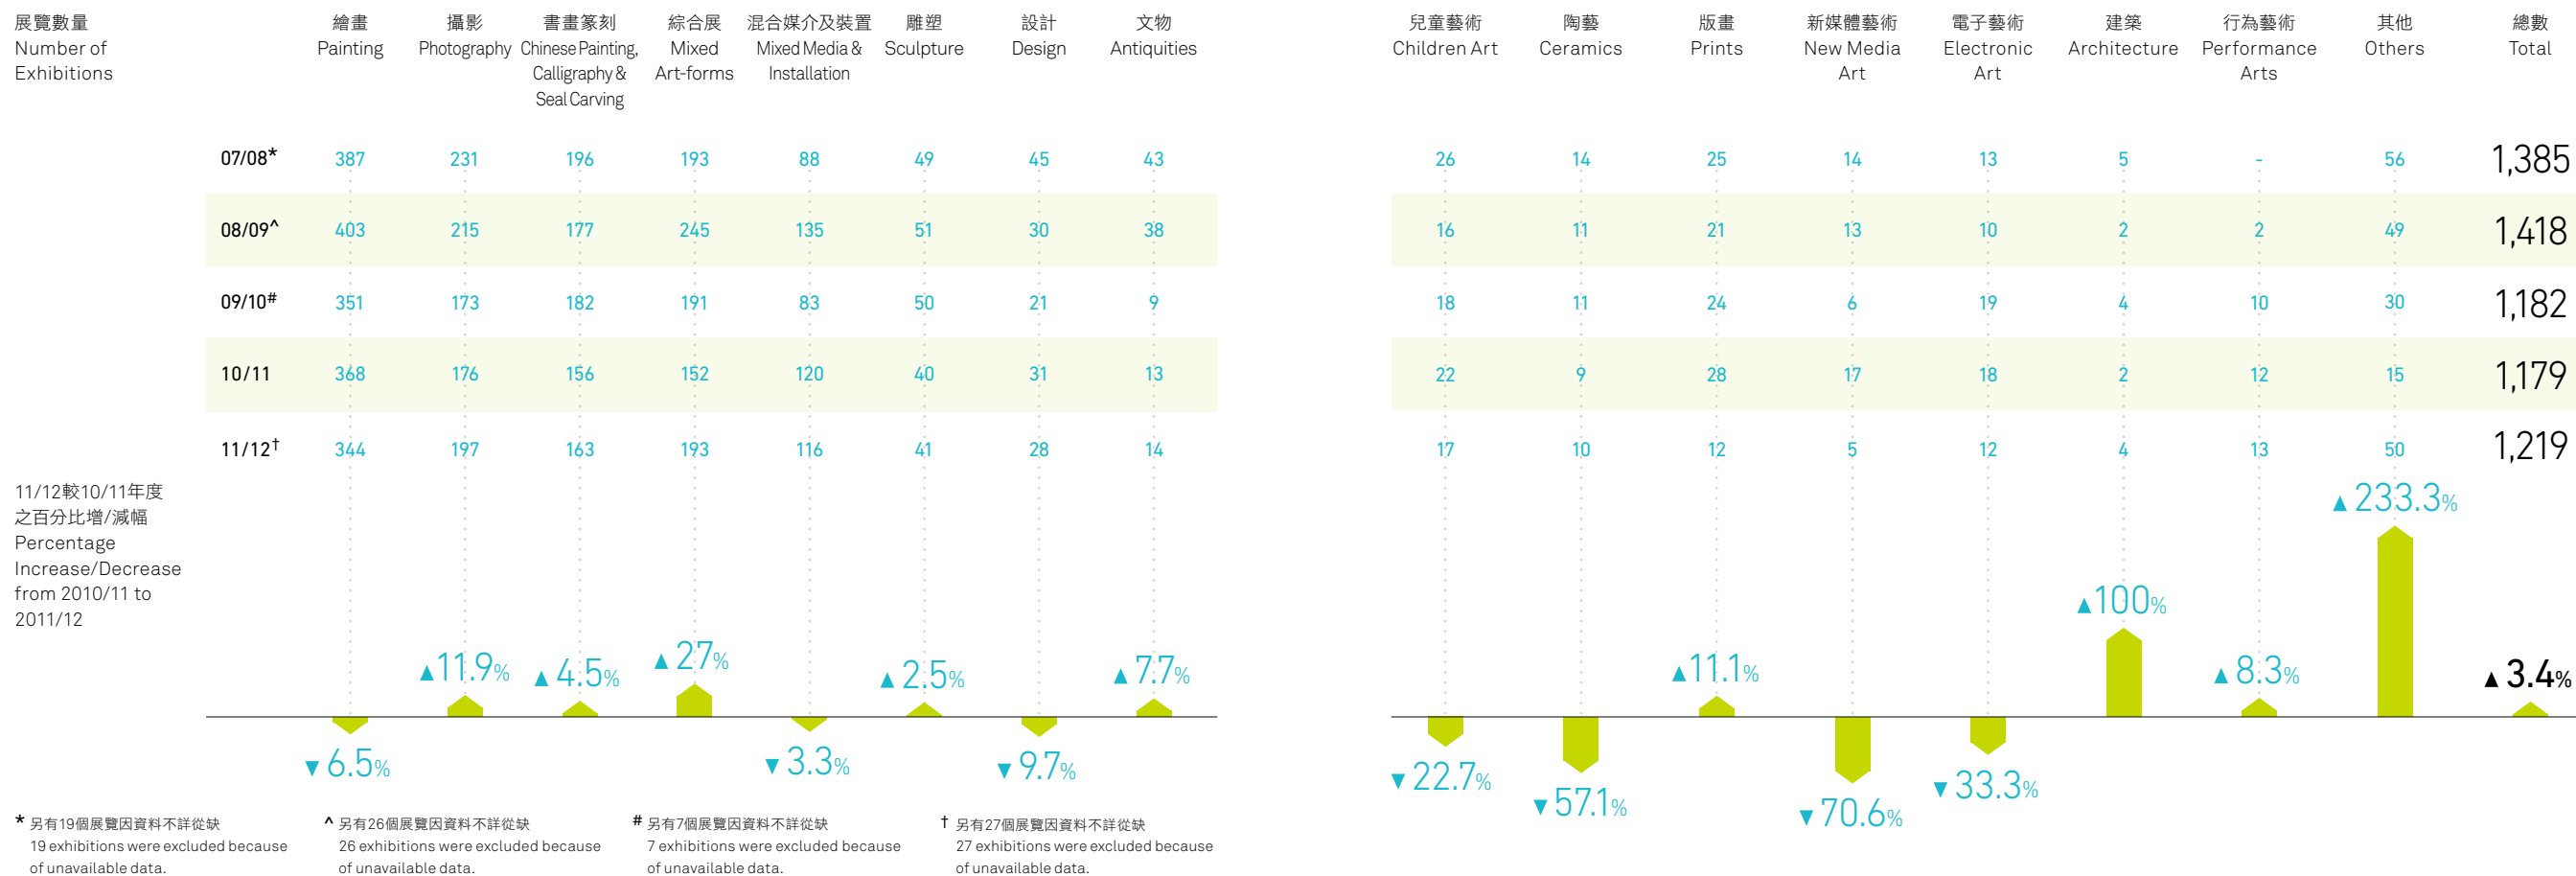 展覽數量
Number of
Exhibitions
繪畫
Painting
攝影
Photography
書畫篆刻
Chinese Painting,
Calligraphy &
Seal Carving
綜合展
Mixed
Art-forms
混合媒介及裝置
Mixed Media &
Installation
雕塑
Sculpture
設計
Design
文物
Antiquities
兒童藝術
Children Art
陶藝
Ceramics
版畫
Prints
新媒體藝術
New Media
Art
電子藝術
Electronic
Art
建築
Architecture
行為藝術
Performance
Arts
其他
Others
總數
Total
07/08* 387 231 196 193 88 49 45 43 26 14 25 14 13 5 - 56 1,385
08/09^ 403 215 177 245 135 51 30 38 16 11 21 13 10 2 2 49 1,418
09/10# 351 173 182 191 83 50 21 9 18 11 24 6 19 4 10 30 1,182
10/11 368 176 156 152 120 40 31 13 22 9 28 17 18 2 12 15 1,179
11/12† 344 197 163 193 116 41 28 14 17 10 12 5 12 4 13 50 1,219
11/12較10/11年度
之百分比增/減幅
Percentage
Increase/Decrease
from 2010/11 to
2011/12
▼ 6.5%
▲ 11.9%
▲ 4.5%
▲ 27%
▼ 3.3%
▲ 2.5%
▼ 9.7%
▲ 7.7%
▼ 22.7%
▼ 57.1%
▲ 11.1%
▼ 70.6%
▼ 33.3%
▲ 100%
▲ 8.3%
▲ 233.3%
▲ 3.4%
* 另有19個展覽因資料不詳從缺
19 exhibitions were excluded because
of unavailable data.
^ 另有26個展覽因資料不詳從缺
26 exhibitions were excluded because
of unavailable data.
# 另有7個展覽因資料不詳從缺
7 exhibitions were excluded because
of unavailable data.
† 另有27個展覽因資料不詳從缺
27 exhibitions were excluded because
of unavailable data.